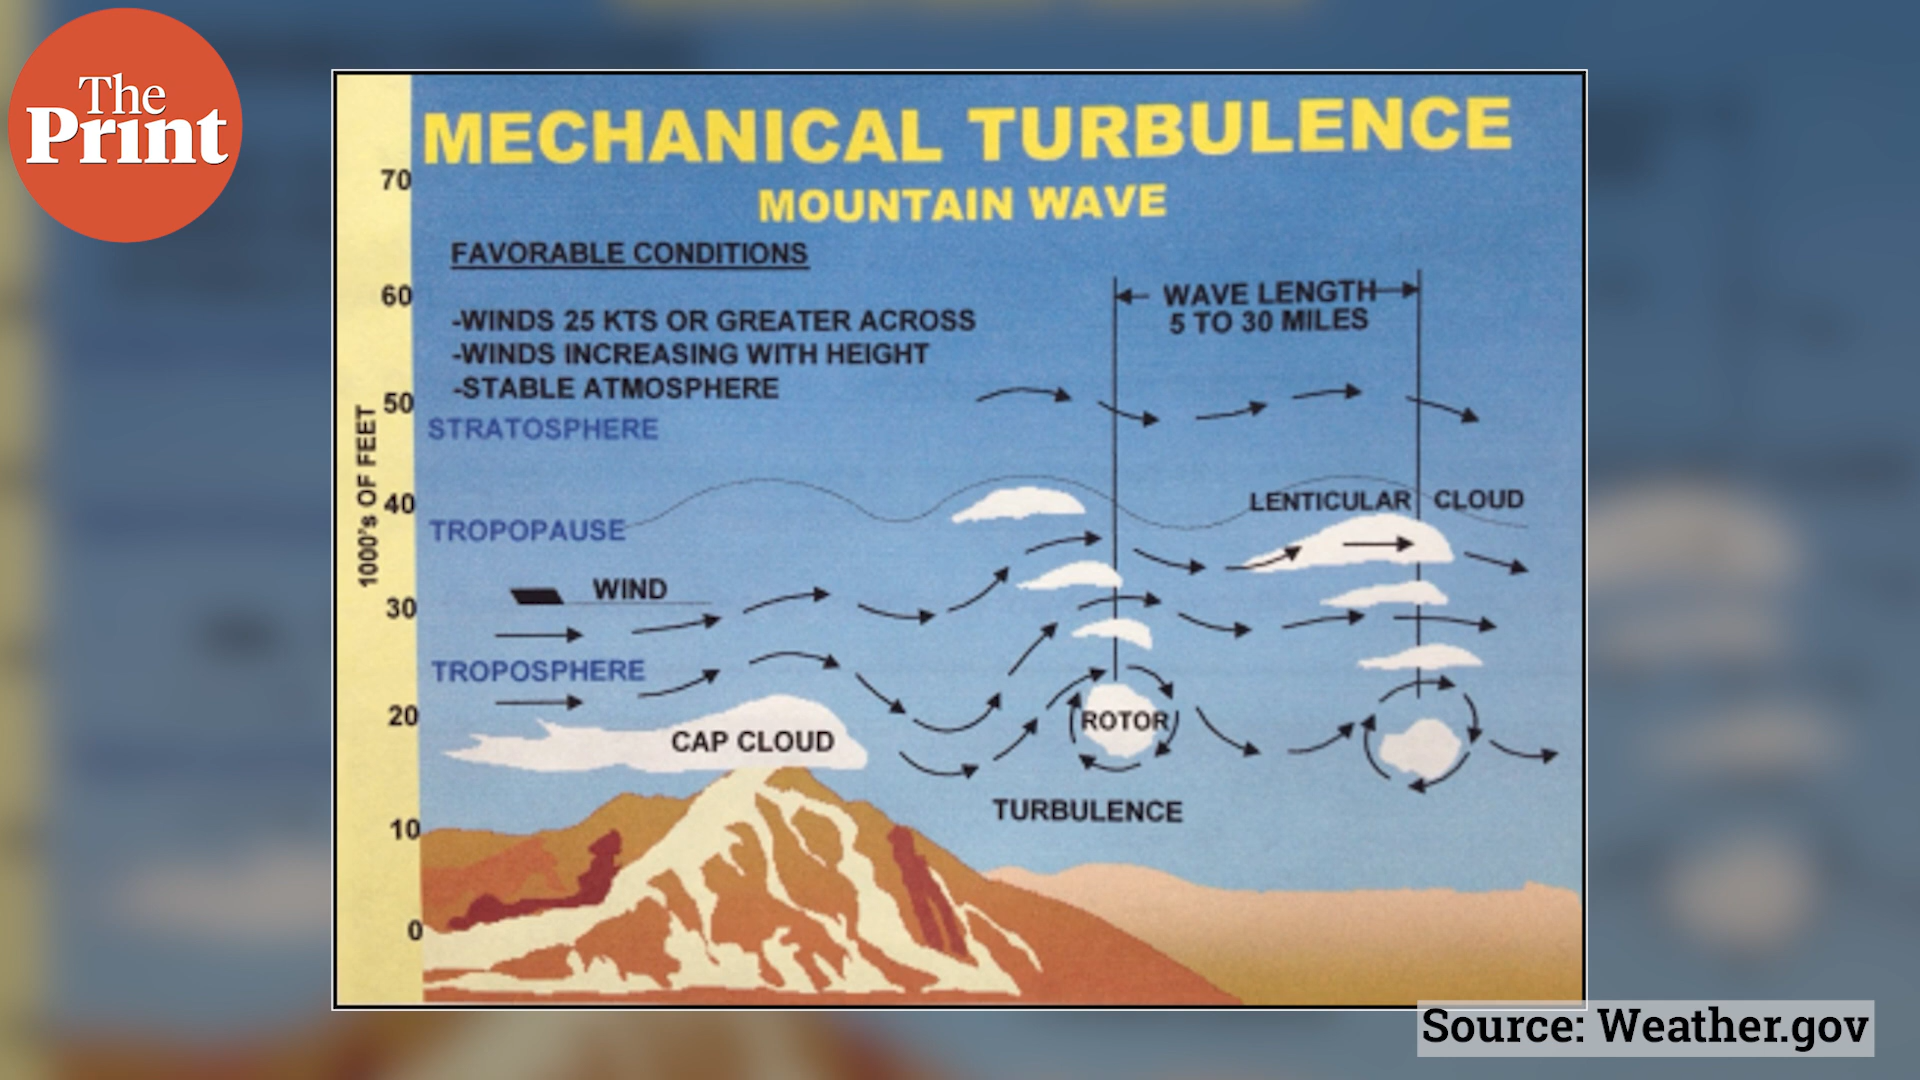 The
Print
MECHANICAL TURBULENCE
MOUNTAIN WAVE
FAVORABLE CONDITIONS
-WINDS 25 KTS OR GREATER ACROSS
-WINDS INCREASING WITH HEIGHT
-STABLE ATMOSPHERE
WAVE LENGTH
5 TO 30 MILES
1000's OF FEET
70
60
50
40
30
20
10
0
STRATOSPHERE
TROPOPAUSE
LENTICULAR CLOUD
WIND
TROPOSPHERE
CAP CLOUD
ROTOR
TURBULENCE
Source: Weather.gov